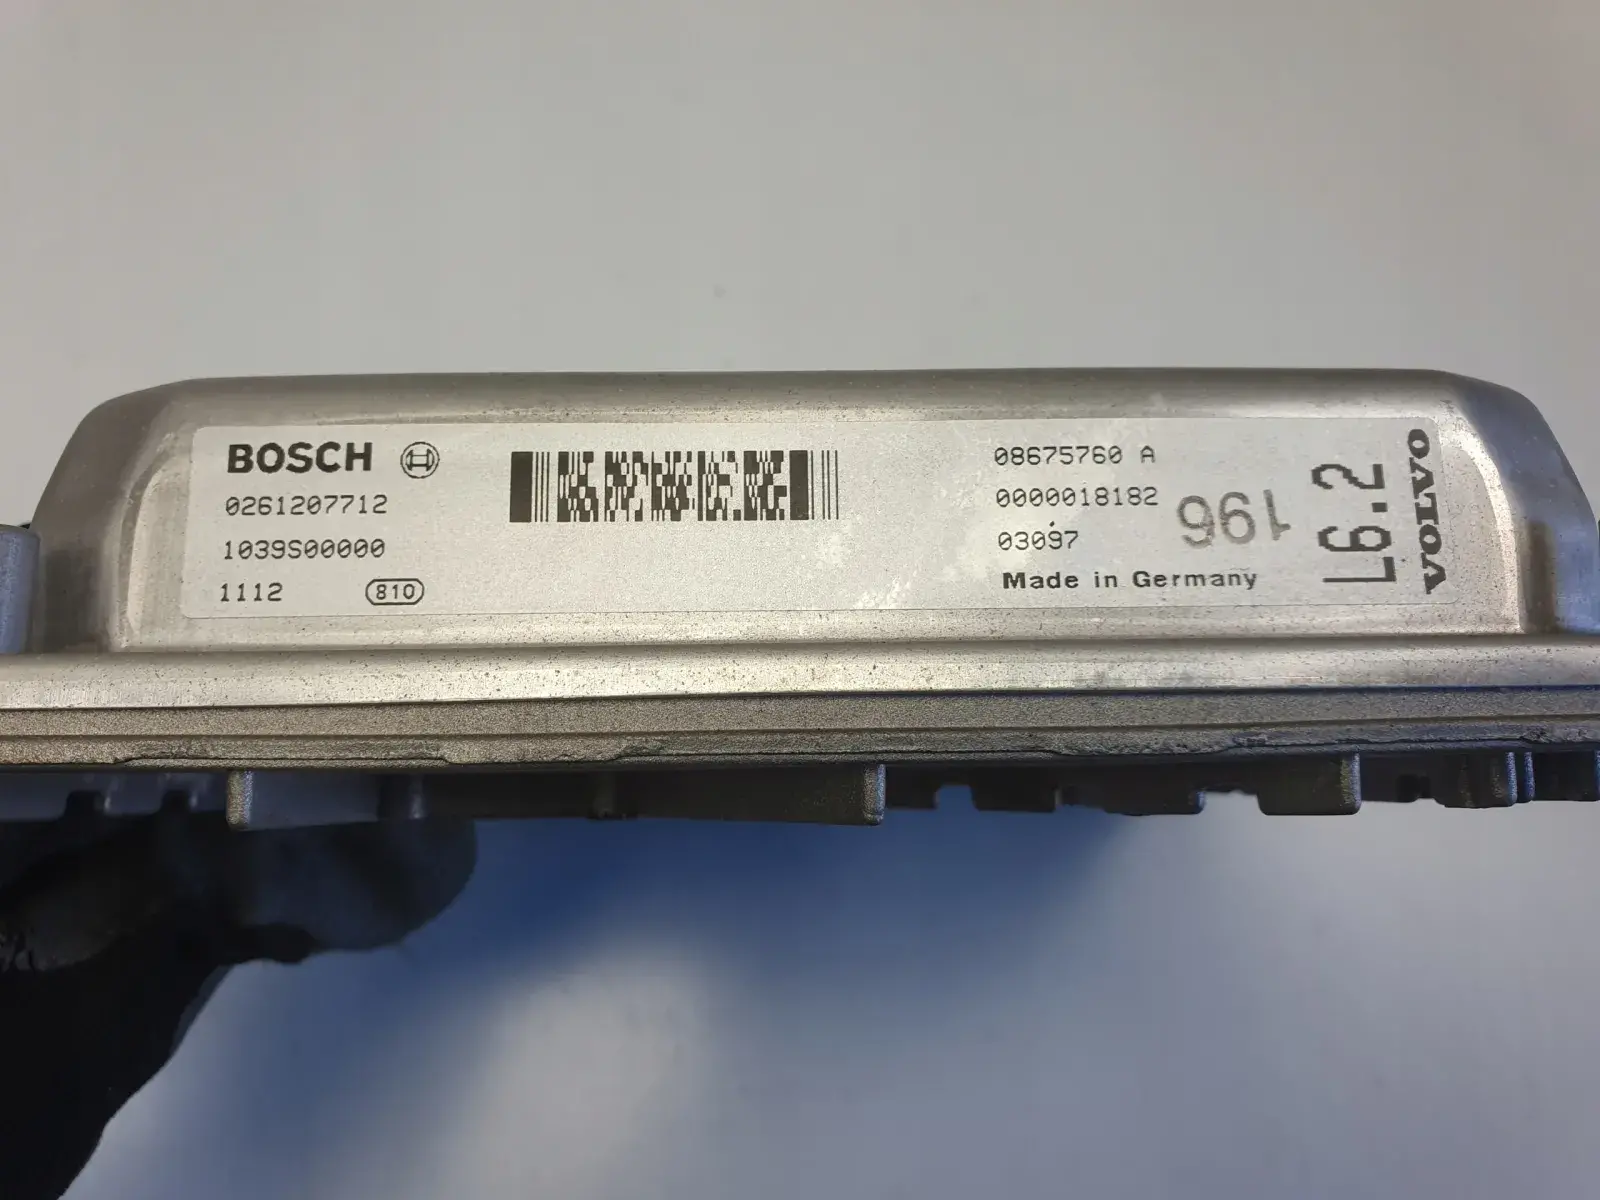 BOSCH
0261207712
1039S00000
1112 810
08675760 A
0000018182
03097
Made in Germany
196
L6.2
VOLVO